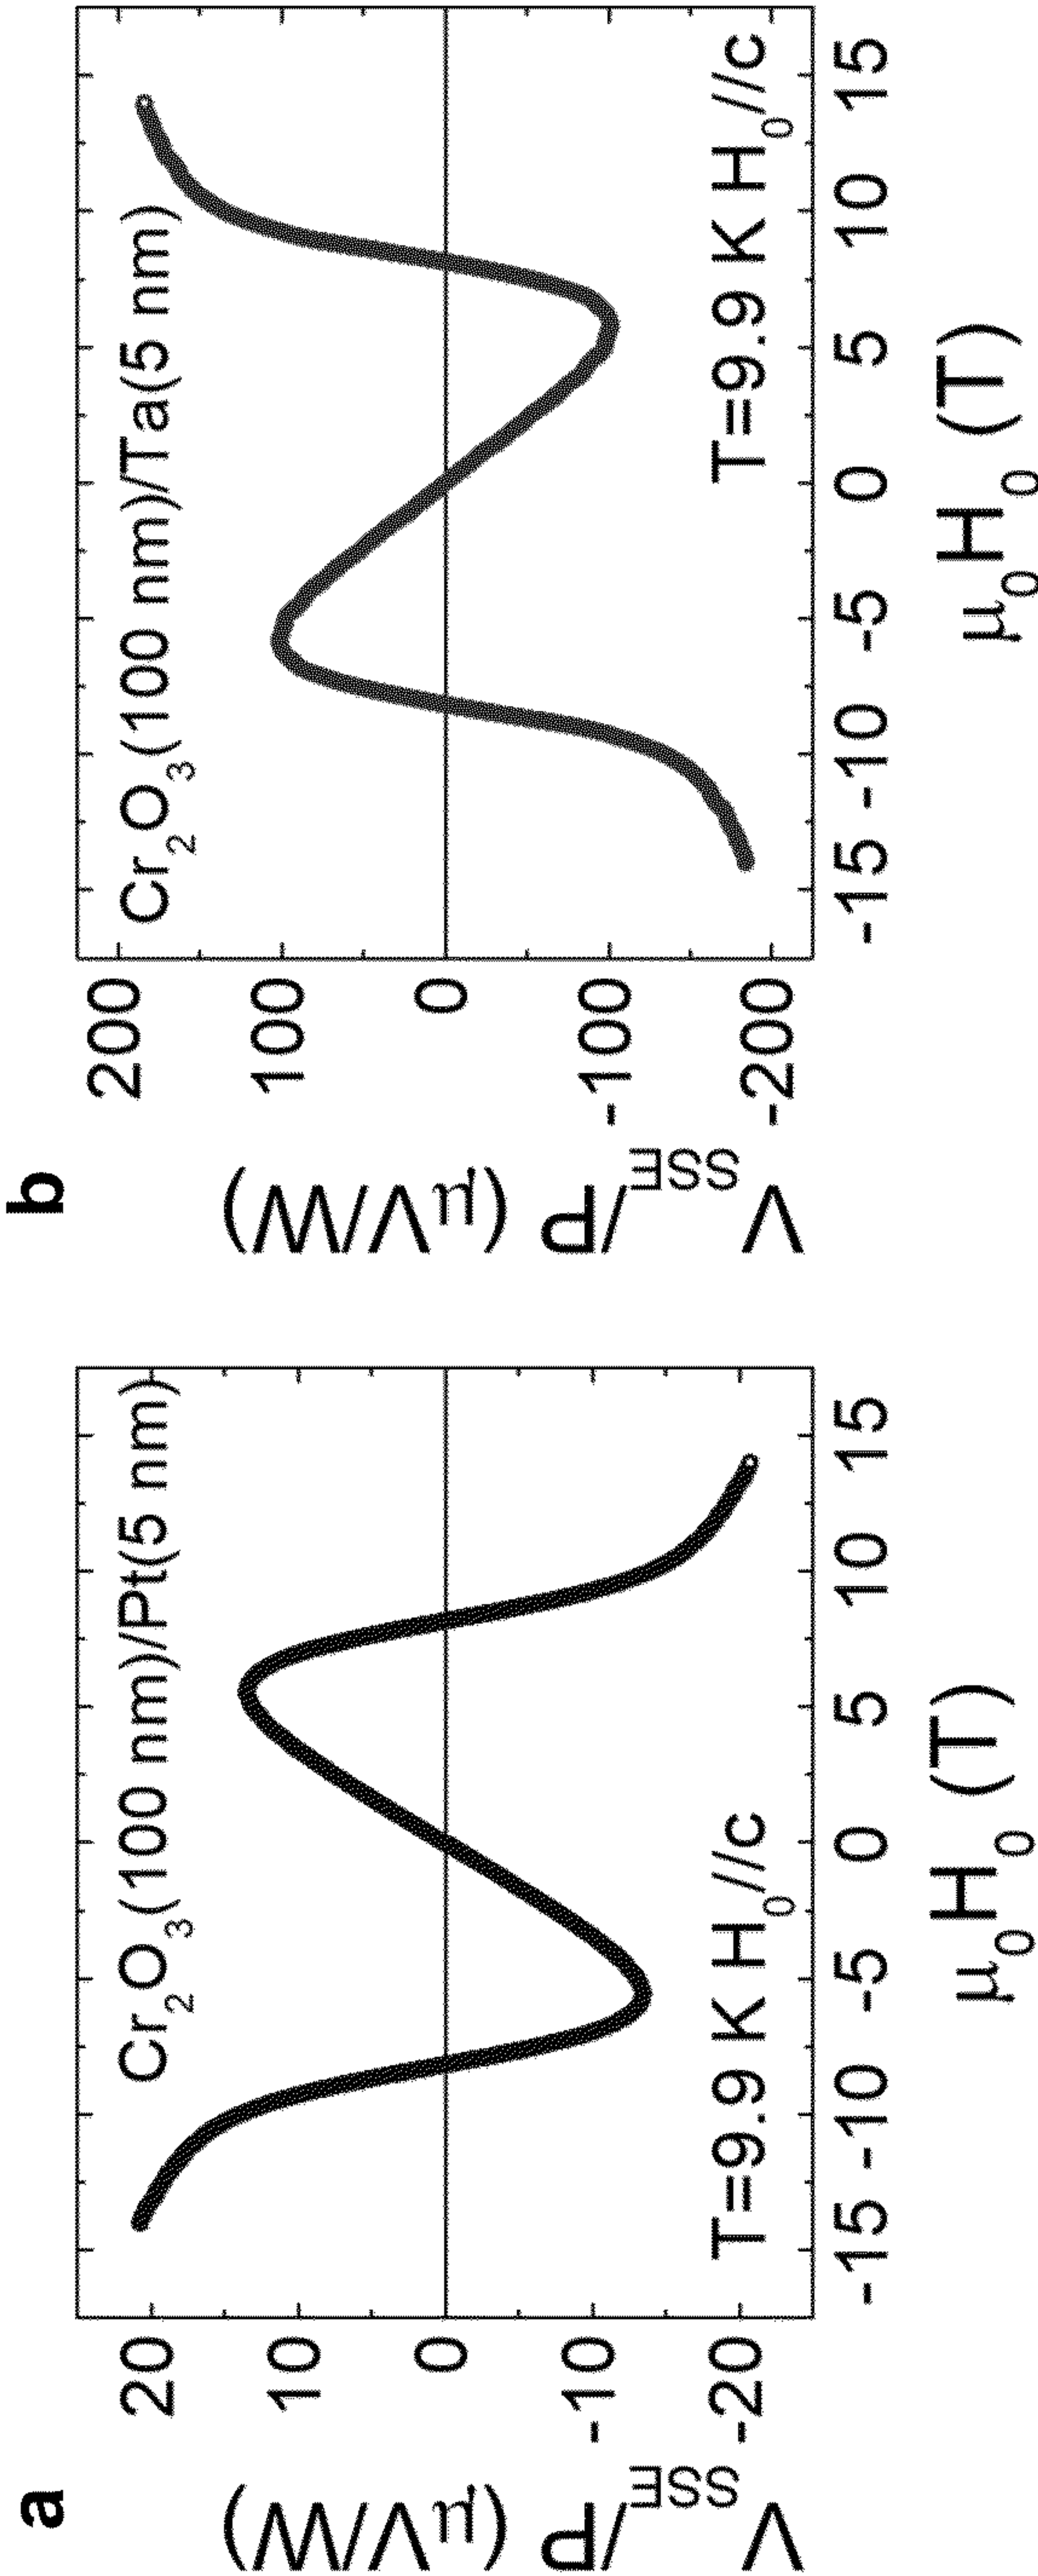 a
Cr₂O₃(100 nm)/Pt(5 nm)
T=9.9 K H₀//c
20
10
0
-10
-20
V_SSE/P (μV/W)
-15 -10 -5 0 5 10 15
μ₀H₀ (T)
b
Cr₂O₃(100 nm)/Ta(5 nm)
T=9.9 K H₀//c
200
100
0
-100
-200
V_SSE/P (μV/W)
-15 -10 -5 0 5 10 15
μ₀H₀ (T)